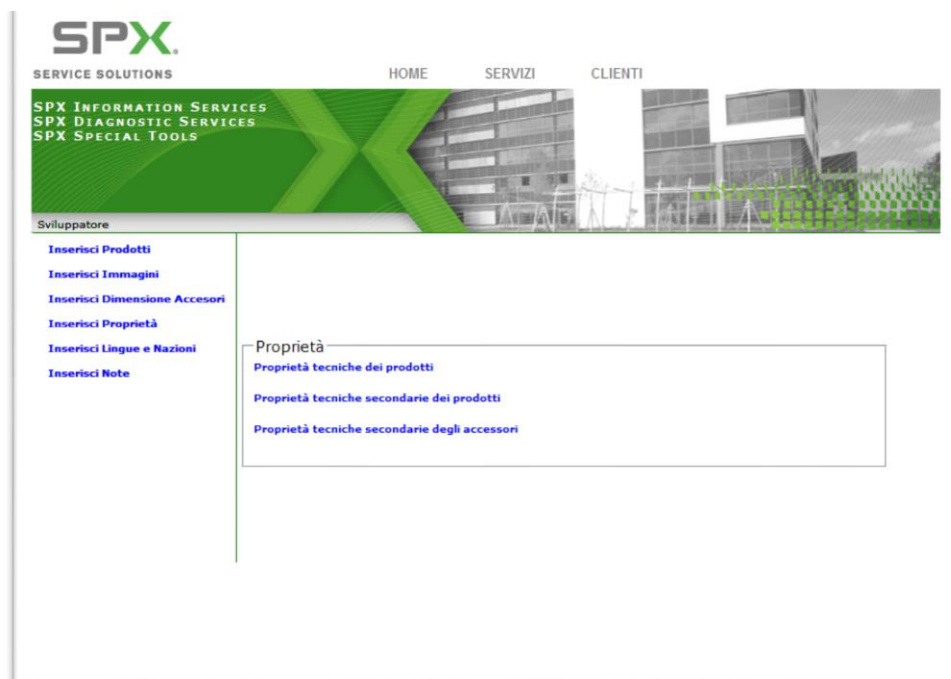 SPX.
SERVICE SOLUTIONS
HOME SERVIZI CLIENTI
SPX INFORMATION SERVICES
SPX DIAGNOSTIC SERVICES
SPX SPECIAL TOOLS
Sviluppatore
Inserisci Prodotti
Inserisci Immagini
Inserisci Dimensione Accesori
Inserisci Proprietà
Inserisci Lingue e Nazioni
Inserisci Note
Proprietà
Proprietà tecniche dei prodotti
Proprietà tecniche secondarie dei prodotti
Proprietà tecniche secondarie degli accessori